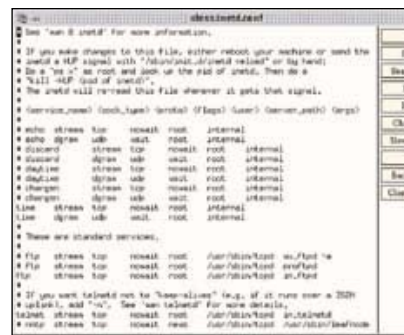 # See "man 8 inetd" for more information.
#
# If you make changes to this file, either reboot your machine or send the
# inetd a HUP signal with "/sbin/init.d/inetd reload" or by hand:
# Do a "ps x" as root and look up the pid of inetd. Then do a
# "kill -HUP <pid of inetd>".
# The inetd will re-read this file whenever it gets that signal.
#
# <service_name> <sock_type> <proto> <flags> <user> <server_path> <args>
#
# echo stream tcp nowait root internal
# echo dgram udp wait root internal
# discard stream tcp nowait root internal
# discard dgram udp wait root internal
# daytime stream tcp nowait root internal
# daytime dgram udp wait root internal
# chargen stream tcp nowait root internal
# chargen dgram udp wait root internal
time stream tcp nowait root internal
time dgram udp wait root internal
#
# These are standard services.
#
# ftp stream tcp nowait root /usr/sbin/tcpd
# ftp stream tcp nowait root /usr/sbin/tcpd proftpd
ftp stream tcp nowait root /usr/sbin/tcpd in.ftpd
#
# If you want telnetd not to "keep-alives" (e.g. if it runs over a ISDN
# uplink), add "-n". See "man telnetd" for more details.
telnet stream tcp nowait root /usr/sbin/tcpd in.telnetd
# nntp stream tcp nowait news /usr/sbin/tcpd